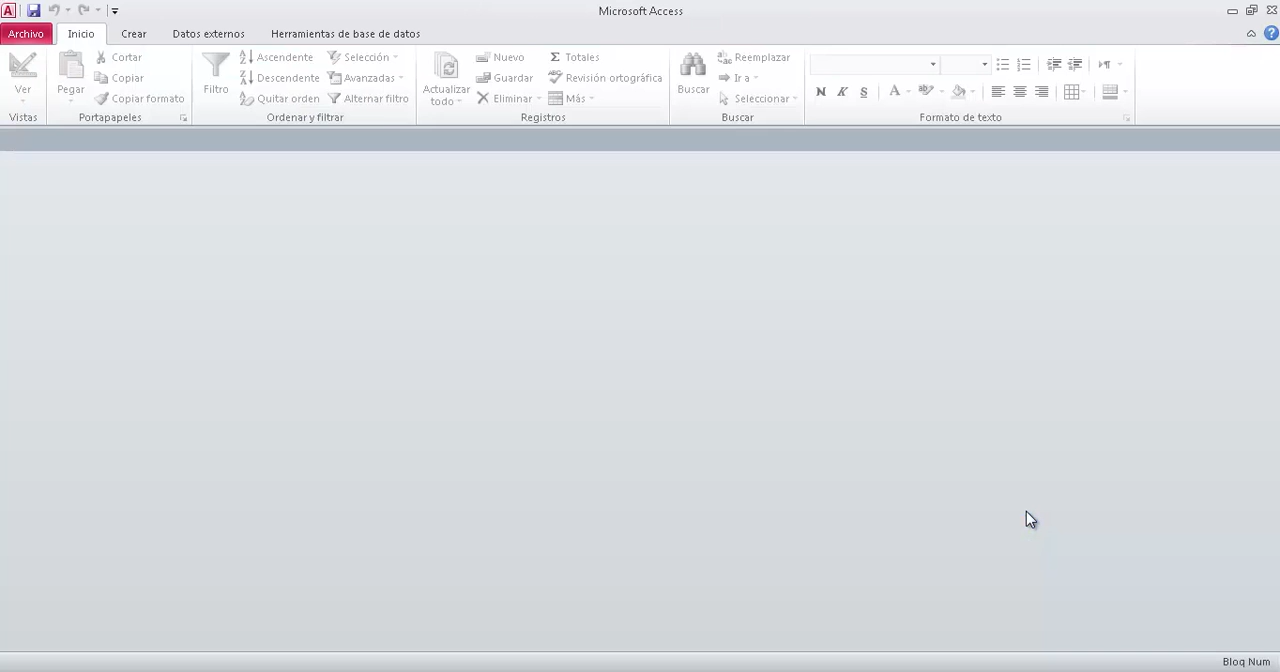 Microsoft Access
Archivo Inicio Crear Datos externos Herramientas de base de datos
Ver
Vistas
Pegar
Cortar
Copiar
Copiar formato
Portapapeles
Filtro
Ascendente
Descendente
Quitar orden
Selección
Avanzadas
Alternar filtro
Ordenar y filtrar
Actualizar
todo
Nuevo
Guardar
Eliminar
Totales
Revisión ortográfica
Más
Registros
Buscar
Reemplazar
Ir a
Seleccionar
Buscar
N K S A
Formato de texto
Bloq Num